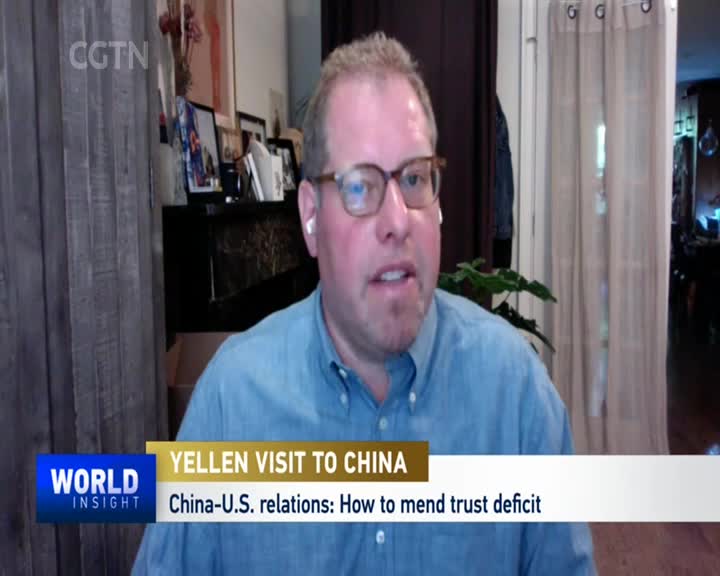 CGTN
YELLEN VISIT TO CHINA
WORLD
INSIGHT
China-U.S. relations: How to mend trust deficit